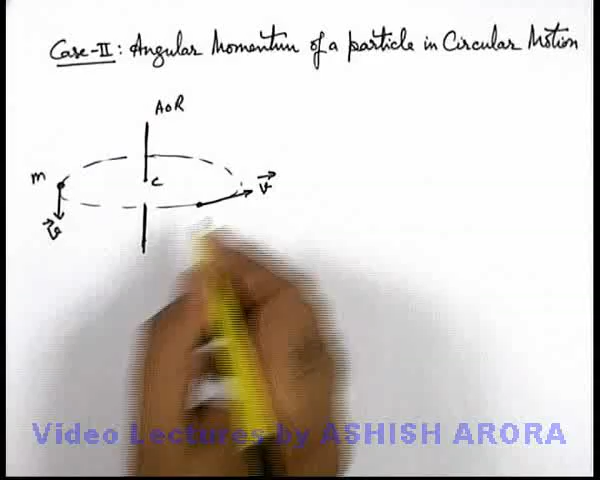 Case-II: Angular Momentum of a particle in Circular Motion
AOR
m
c
v
v
Video Lectures by ASHISH ARORA